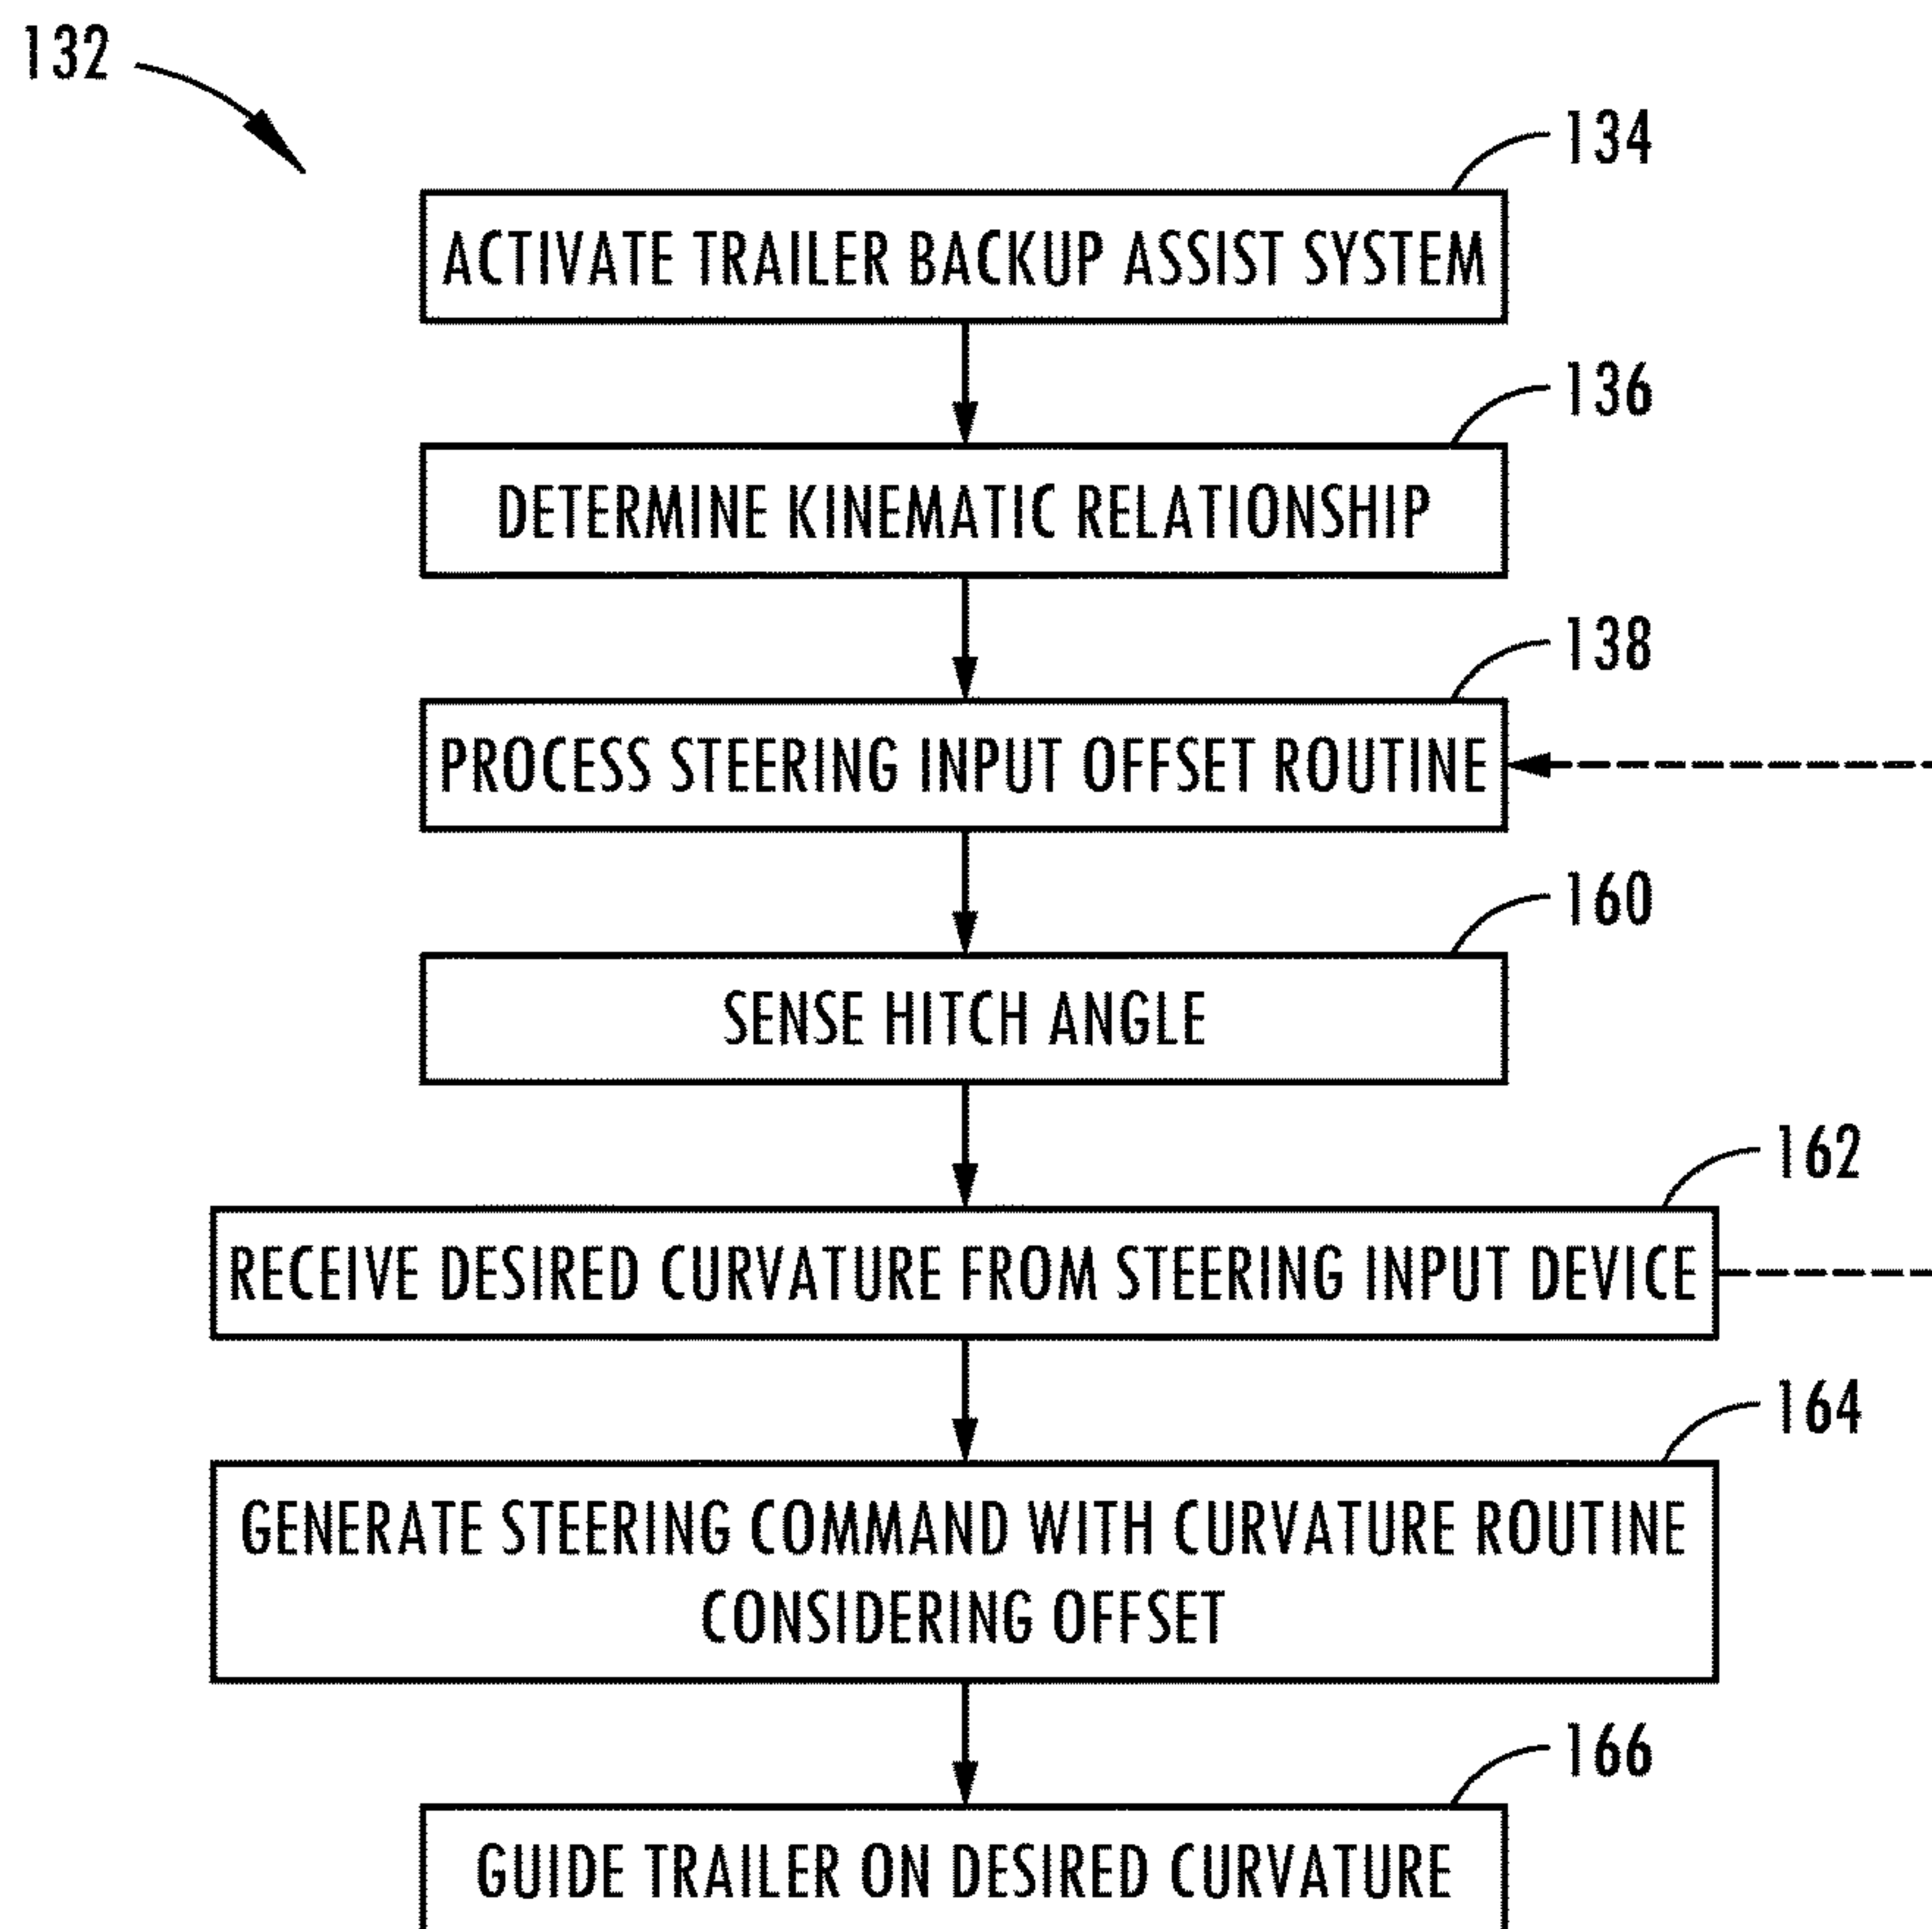 132
134
ACTIVATE TRAILER BACKUP ASSIST SYSTEM
136
DETERMINE KINEMATIC RELATIONSHIP
138
PROCESS STEERING INPUT OFFSET ROUTINE
160
SENSE HITCH ANGLE
162
RECEIVE DESIRED CURVATURE FROM STEERING INPUT DEVICE
164
GENERATE STEERING COMMAND WITH CURVATURE ROUTINE
CONSIDERING OFFSET
166
GUIDE TRAILER ON DESIRED CURVATURE